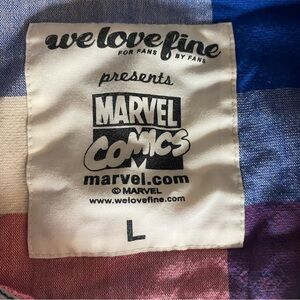 welovefine
FOR FANS BY FANS
presents
MARVEL
COMICS
marvel.com
© MARVEL
www.welovefine.com
L